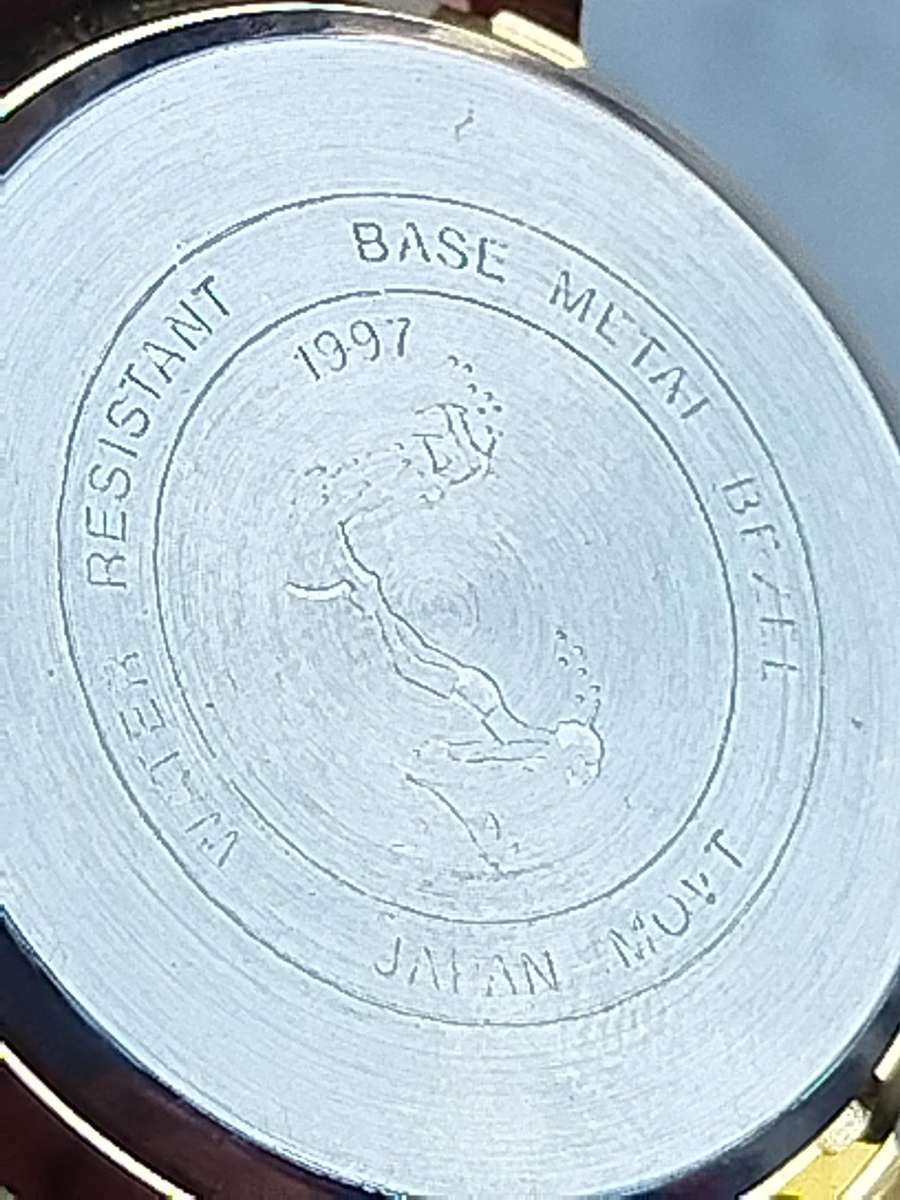 WATER RESISTANT
BASE METAL BEZEL
JAPAN MOVT
1997